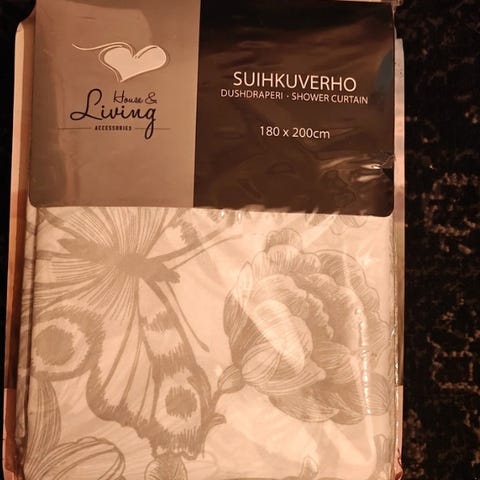 House &
Living
ACCESSORIES
SUIHKUVERHO
DUSHDRAPERI · SHOWER CURTAIN
180 x 200cm